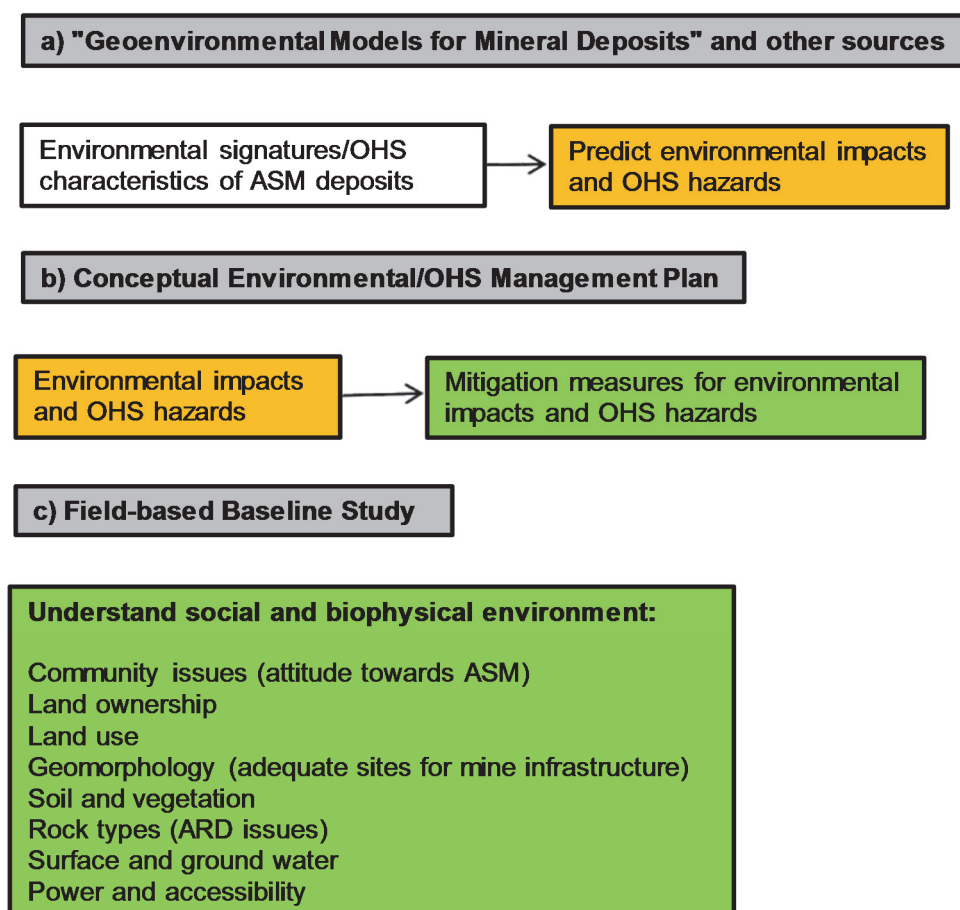 a) "Geoenvironmental Models for Mineral Deposits" and other sources
Environmental signatures/OHS
characteristics of ASM deposits
Predict environmental impacts
and OHS hazards
b) Conceptual Environmental/OHS Management Plan
Environmental impacts
and OHS hazards
Mitigation measures for environmental
impacts and OHS hazards
c) Field-based Baseline Study
Understand social and biophysical environment:
Community issues (attitude towards ASM)
Land ownership
Land use
Geomorphology (adequate sites for mine infrastructure)
Soil and vegetation
Rock types (ARD issues)
Surface and ground water
Power and accessibility